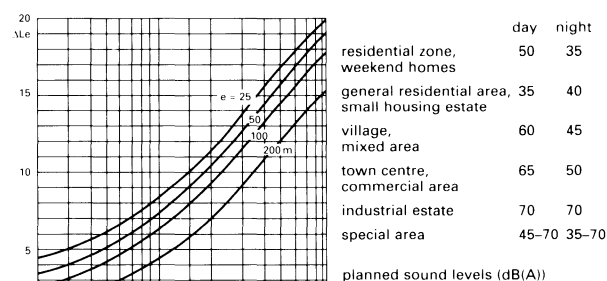 20
ΔLe
15
10
5
e = 25
50
100
200 m
day night
residential zone, 50 35
weekend homes
general residential area, 35 40
small housing estate
village, 60 45
mixed area
town centre, 65 50
commercial area
industrial estate 70 70
special area 45–70 35–70
planned sound levels (dB(A))